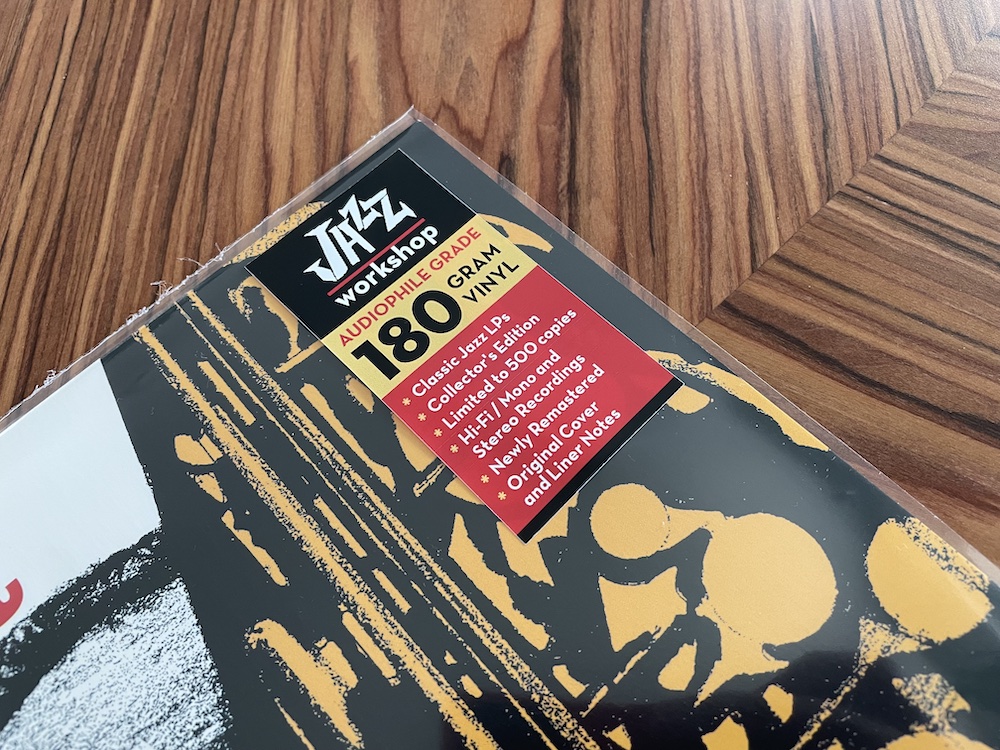 JAZZ
workshop
AUDIOPHILE GRADE
180 GRAM
VINYL
* Classic Jazz LPs
* Collector's Edition
* Limited to 500 copies
* Hi-Fi / Mono and
Stereo Recordings
* Newly Remastered
* Original Cover
and Liner Notes